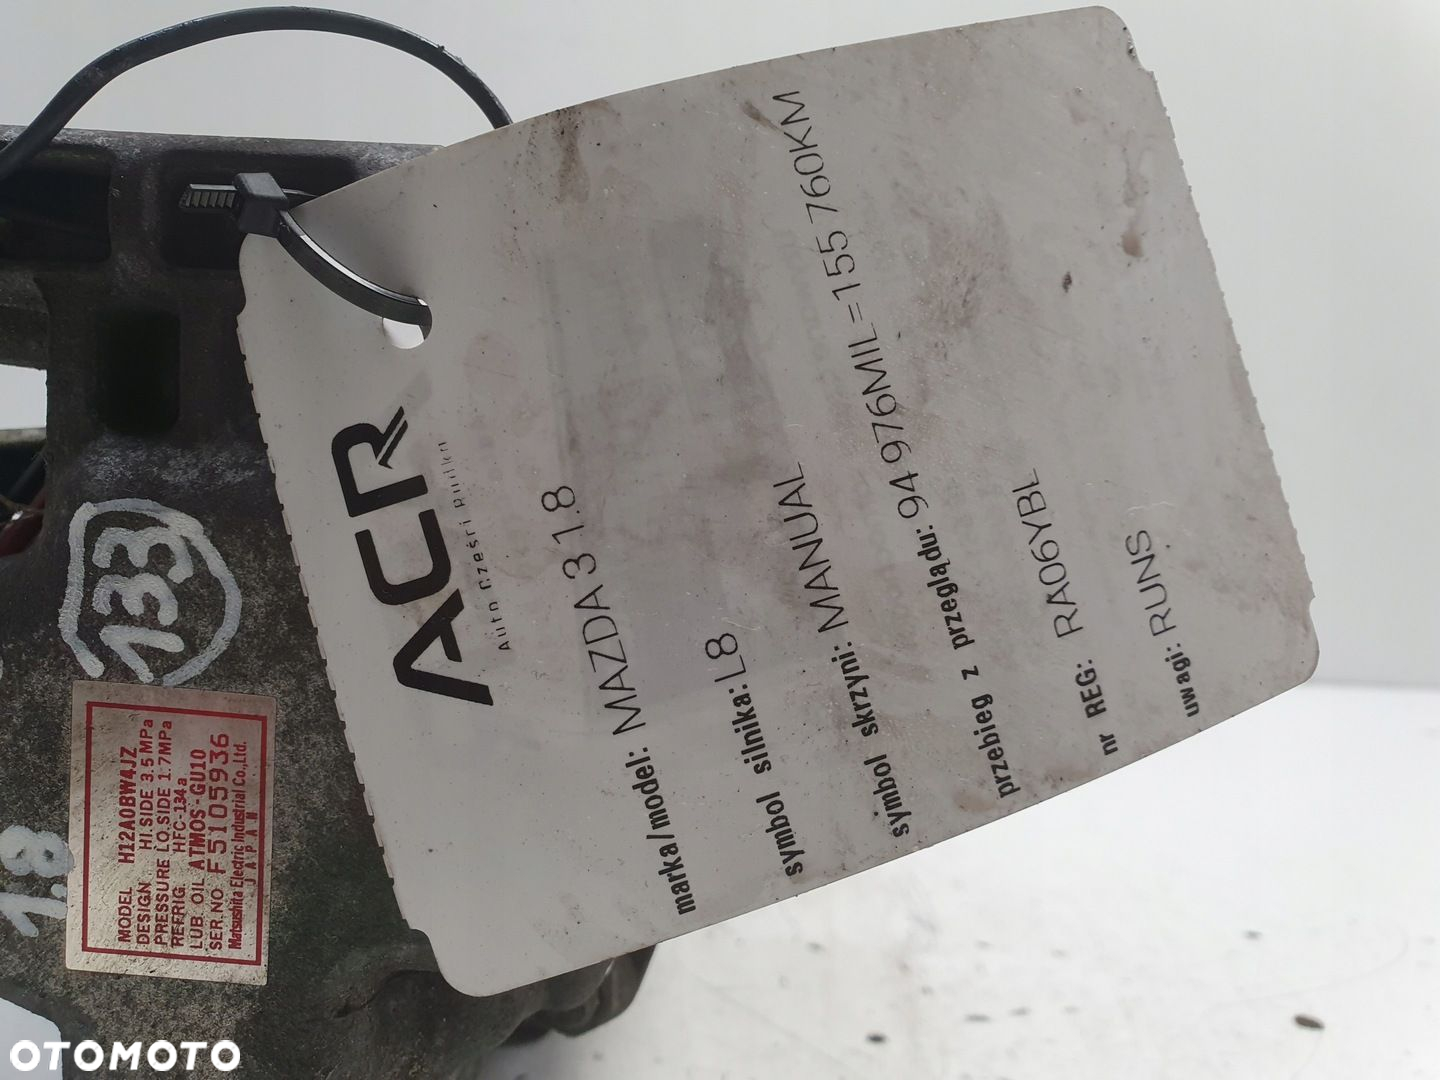 ACR
Auto Części Rudka
marka/model: MAZDA 3 1.8
symbol silnika: L8
symbol skrzyni: MANUAL
przebieg z przeglądu: 94 976MIL=155 760KM
nr REG: RA06YBL
uwagi: RUNS
133
1.8
MODEL H12A0BW4JZ
DESIGN HI.SIDE 3.5MPa
PRESSURE LO.SIDE 1.7MPa
REFRIG. HFC-134a
LUB OIL ATMOS-GU10
SER.NO F5105936
Matsushita Electric Industrial Co.,Ltd.
JAPAN
OTOMOTO